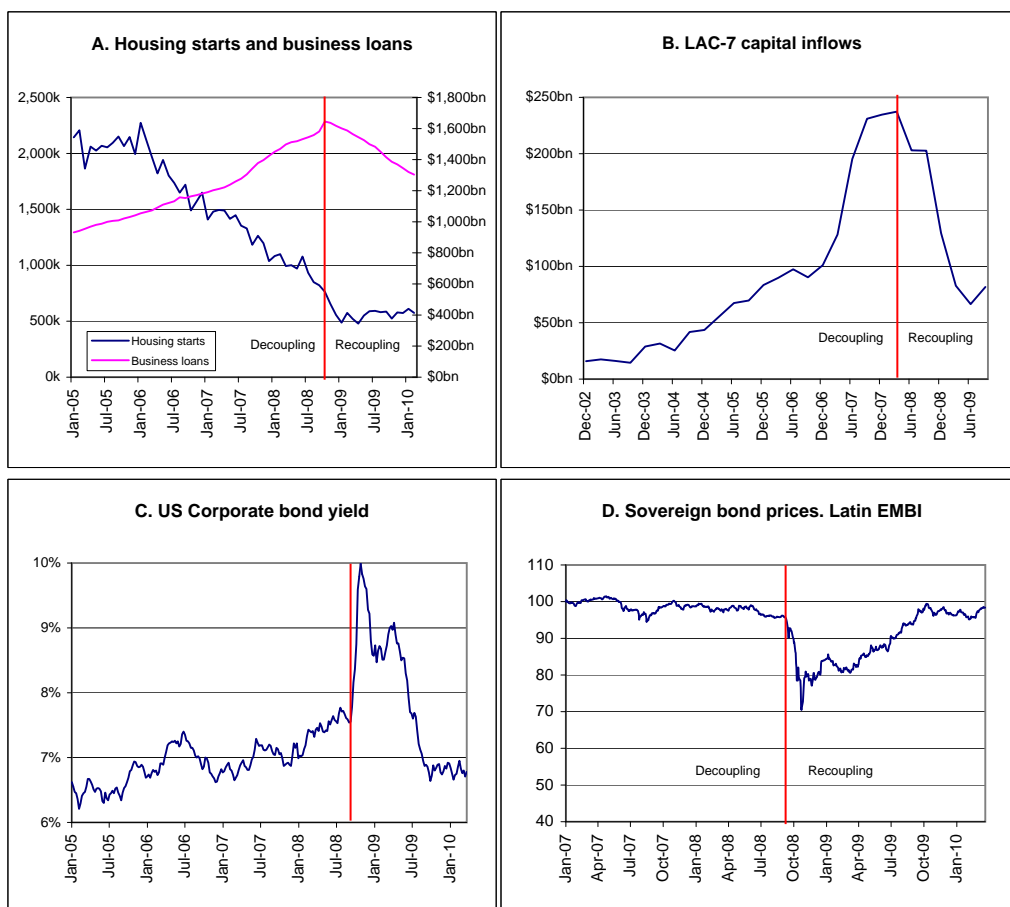 A. Housing starts and business loans
2,500k
2,000k
1,500k
1,000k
500k
0k
$1,800bn
$1,600bn
$1,400bn
$1,200bn
$1,000bn
$800bn
$600bn
$400bn
$200bn
$0bn
Housing starts
Business loans
Decoupling
Recoupling
Jan-05
Jul-05
Jan-06
Jul-06
Jan-07
Jul-07
Jan-08
Jul-08
Jan-09
Jul-09
Jan-10
B. LAC-7 capital inflows
$250bn
$200bn
$150bn
$100bn
$50bn
$0bn
Decoupling
Recoupling
Dec-02
Jun-03
Dec-03
Jun-04
Dec-04
Jun-05
Dec-05
Jun-06
Dec-06
Jun-07
Dec-07
Jun-08
Dec-08
Jun-09
C. US Corporate bond yield
10%
9%
8%
7%
6%
Jan-05
Jul-05
Jan-06
Jul-06
Jan-07
Jul-07
Jan-08
Jul-08
Jan-09
Jul-09
Jan-10
D. Sovereign bond prices. Latin EMBI
110
100
90
80
70
60
50
40
Decoupling
Recoupling
Jan-07
Apr-07
Jul-07
Oct-07
Jan-08
Apr-08
Jul-08
Oct-08
Jan-09
Apr-09
Jul-09
Oct-09
Jan-10